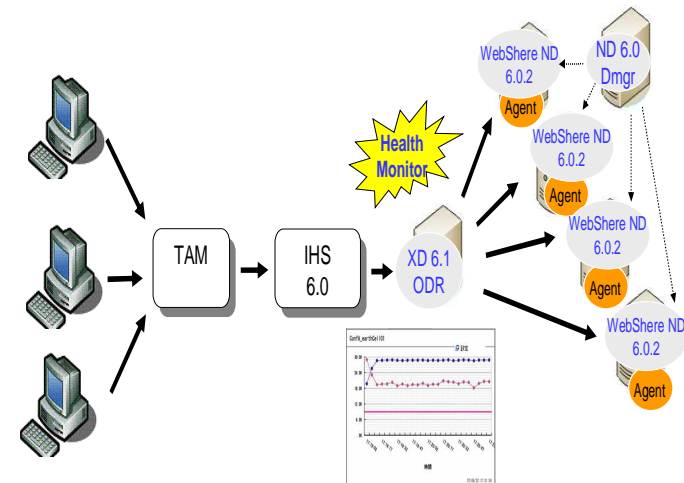 WebShere ND
6.0.2
Agent
ND 6.0
Dmgr
WebShere ND
6.0.2
Agent
WebShere ND
6.0.2
Agent
WebShere ND
6.0.2
Agent
Health
Monitor
TAM
IHS
6.0
XD 6.1
ODR
時間